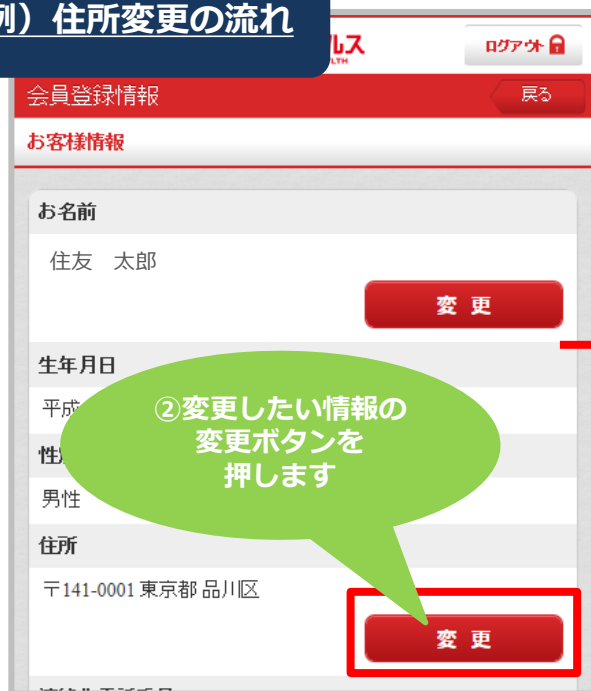 例）住所変更の流れ
ルス
LTH
ログアウト
会員登録情報
戻る
お客様情報
お名前
住友　太郎
変 更
生年月日
平成
②変更したい情報の
変更ボタンを
押します
男性
住所
〒141-0001 東京都 品川区
変 更